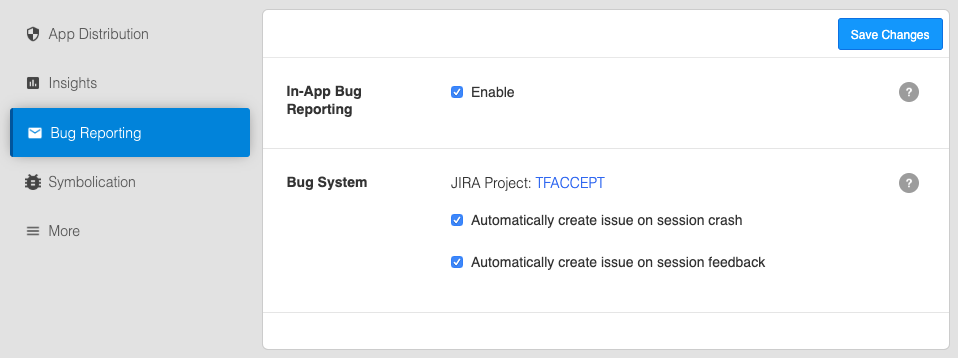 App Distribution
Insights
Bug Reporting
Symbolication
More
Save Changes
In-App Bug
Reporting
Enable
?
Bug System
JIRA Project: TFACCEPT
?
Automatically create issue on session crash
Automatically create issue on session feedback